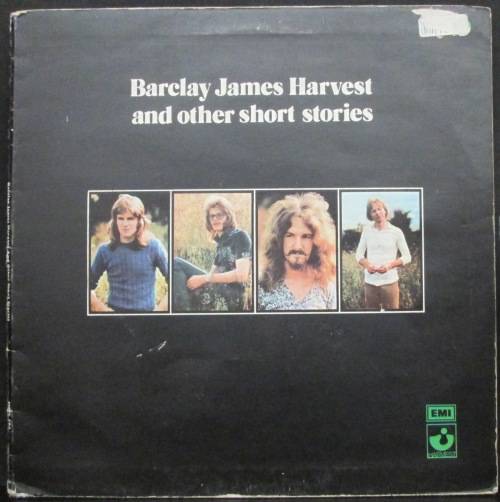 Barclay James Harvest
and other short stories
EMI